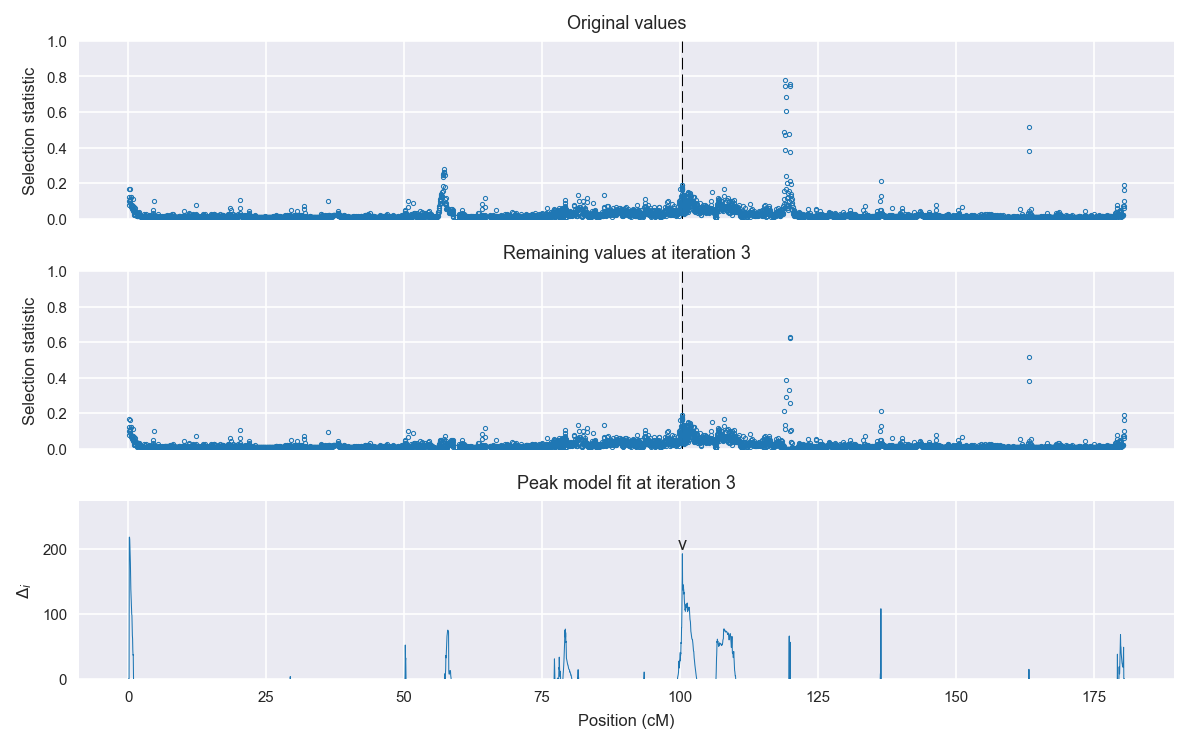 Original values
Selection statistic
1.0
0.8
0.6
0.4
0.2
0.0
Remaining values at iteration 3
Selection statistic
1.0
0.8
0.6
0.4
0.2
0.0
Peak model fit at iteration 3
Δi
200
100
0
v
0 25 50 75 100 125 150 175
Position (cM)